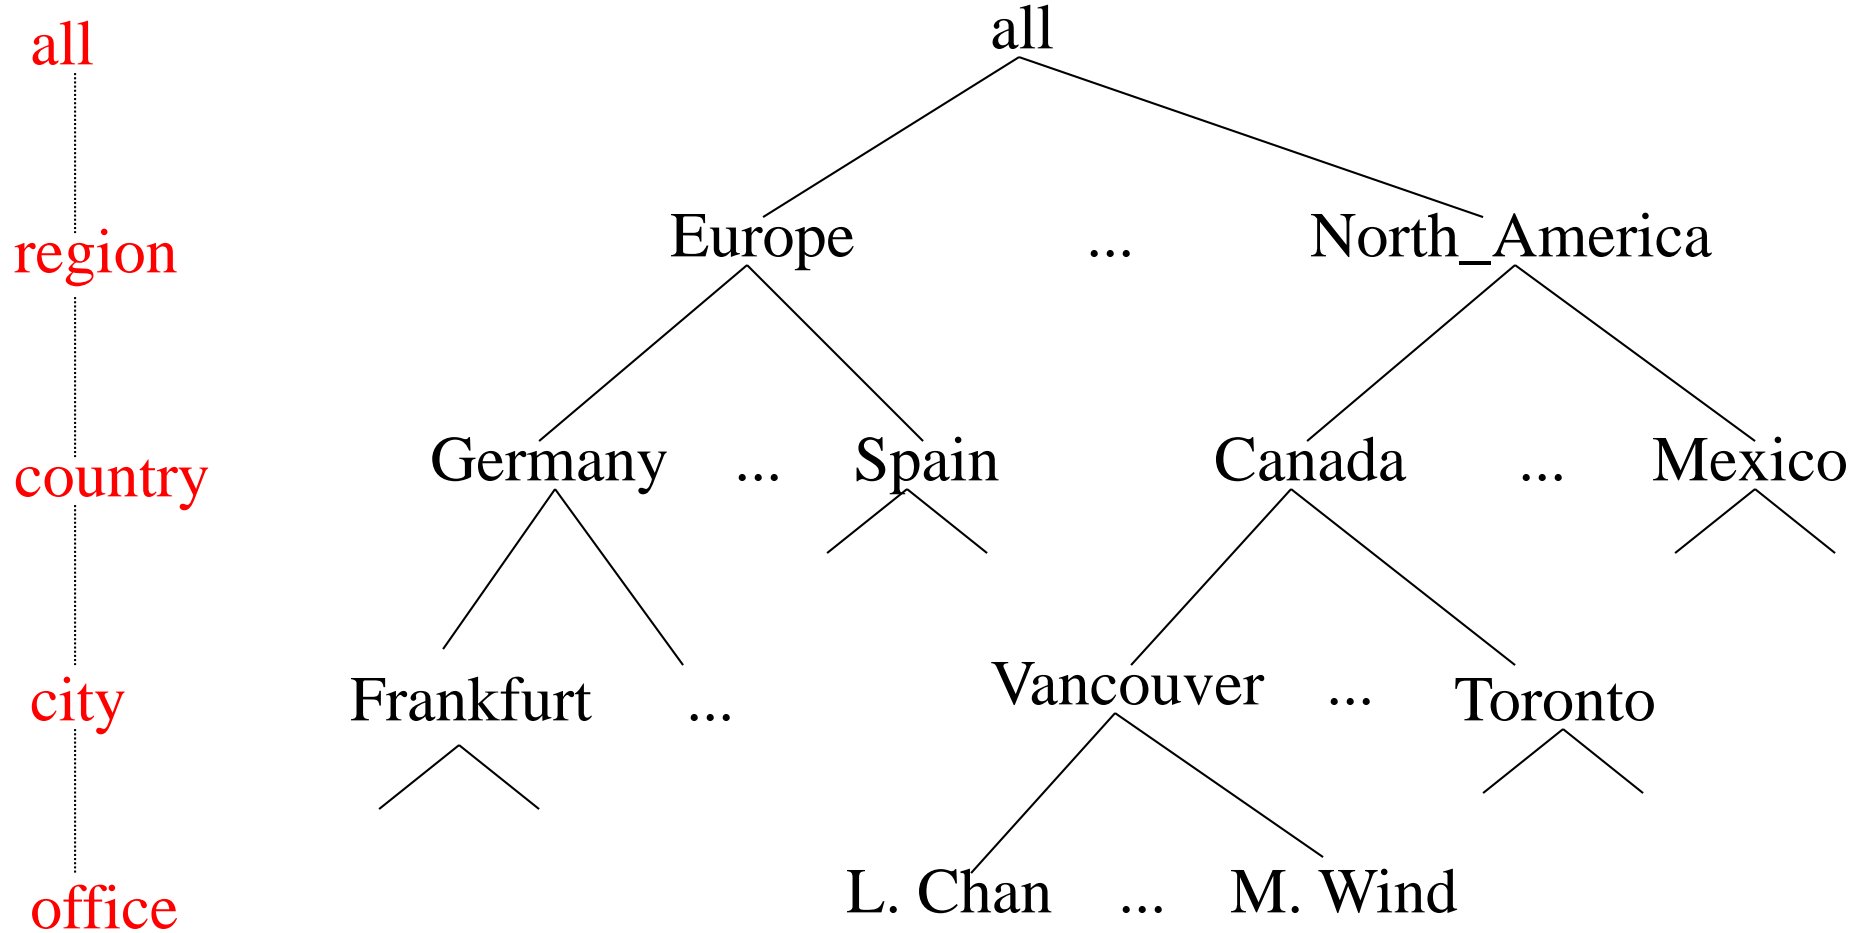 all all
region Europe ... North_America
country Germany ... Spain Canada ... Mexico
city Frankfurt ... Vancouver ... Toronto
office L. Chan ... M. Wind